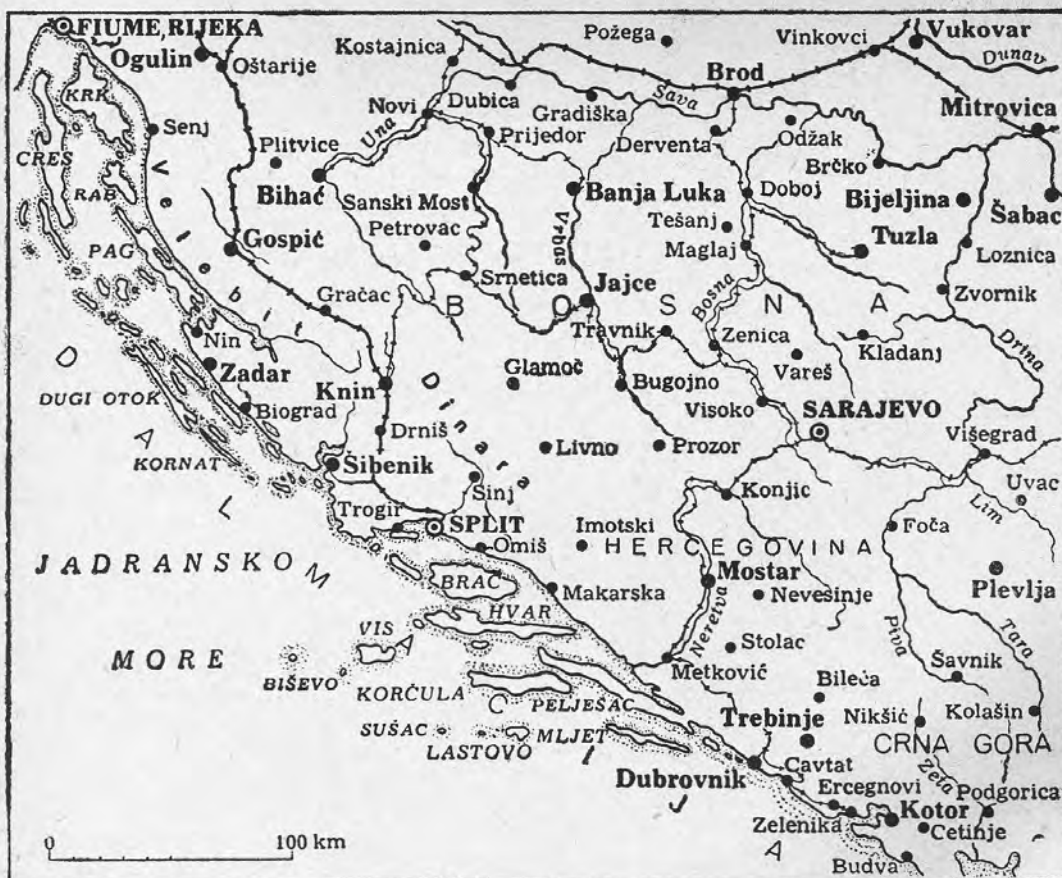 FIUME, RIJEKA
Ogulin
Oštarije
Kostajnica
Požega
Vinkovci
Vukovar
Dunav
KRK
Senj
Novi
Dubica
Gradiška
Sava
Brod
Mitrovica
CRES
Plitvice
Una
Prijedor
Derventa
Odžak
Brčko
RAB
Bihać
Sanski Most
Banja Luka
Doboj
Bijeljina
Šabac
PAG
Velebit
Gospić
Petrovac
Vrbas
Tešanj
Maglaj
Tuzla
Loznica
Gračac
Srnetica
Jajce
Bosna
Zvornik
BOSNA
Nin
Travnik
Zenica
Kladanj
Drina
Zadar
Knin
Dinara
Glamoč
Bugojno
Vareš
DUGI OTOK
Biograd
Drniš
Visoko
SARAJEVO
KORNAT
Šibenik
Livno
Prozor
Višegrad
Sinj
Konjic
Uvac
Lim
Trogir
SPLIT
Imotski
Foča
Omiš
HERCEGOVINA
JADRANSKO
BRAČ
Makarska
Mostar
Nevesinje
Plevlja
HVAR
Neretva
Piva
Tara
VIS
Stolac
MORE
BIŠEVO
Metković
Šavnik
KORČULA
PELJEŠAC
Bileća
SUŠAC
LASTOVO
MLJET
Trebinje
Nikšić
Kolašin
DALMACIJA
CRNA GORA
Dubrovnik
Cavtat
Zeta
Ercegnovi
Podgorica
Zelenika
Kotor
Cetinje
Budva
0 100 km